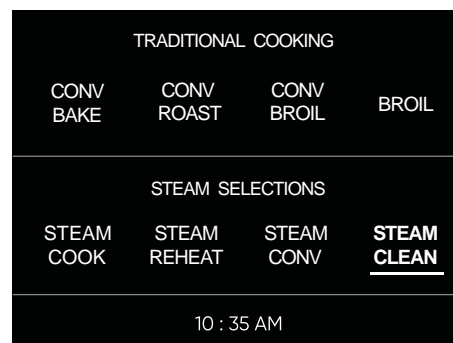 TRADITIONAL COOKING
CONV CONV CONV BROIL
BAKE ROAST BROIL
STEAM SELECTIONS
STEAM STEAM STEAM STEAM
COOK REHEAT CONV CLEAN
10 : 35 AM